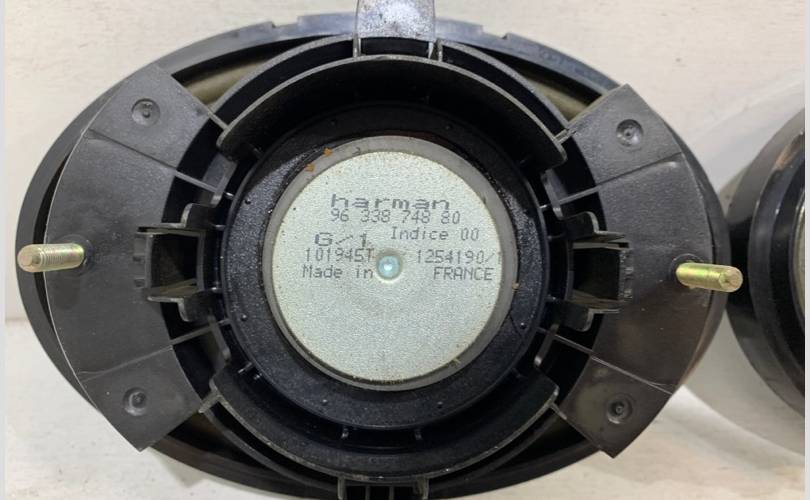 harman
96 338 748 80
G/1 Indice 00
101945T 1254190/1
Made in FRANCE